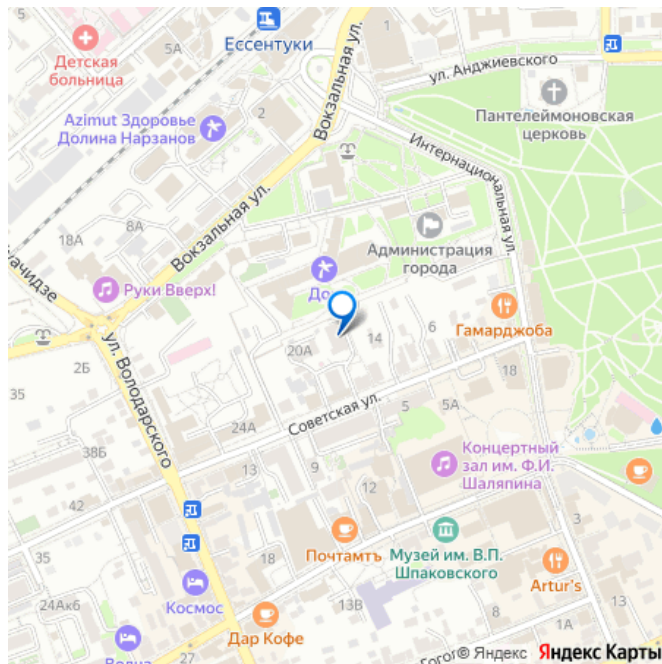 Ессентуки
Детская
больница
5А
1
ул. Анджиевского
Вокзальная ул.
2
Azimut Здоровье
Долина Нарзанов
Пантелеймоновская
церковь
Интернациональная ул.
Вокзальная ул.
8А
18А
Администрация
города
Руки Вверх!
До
Гамарджоба
14
6
20А
2Б
35
ул. Володарского
18
Советская ул.
5
5А
24А
38Б
13
9
Концертный
зал им. Ф.И.
Шаляпина
12
35
18
Почтамтъ
Музей им. В.П.
Шпаковского
3
Artur's
Космос
24Ак6
13В
13
Дар Кофе
1А
27
© Яндекс
Яндекс Карты